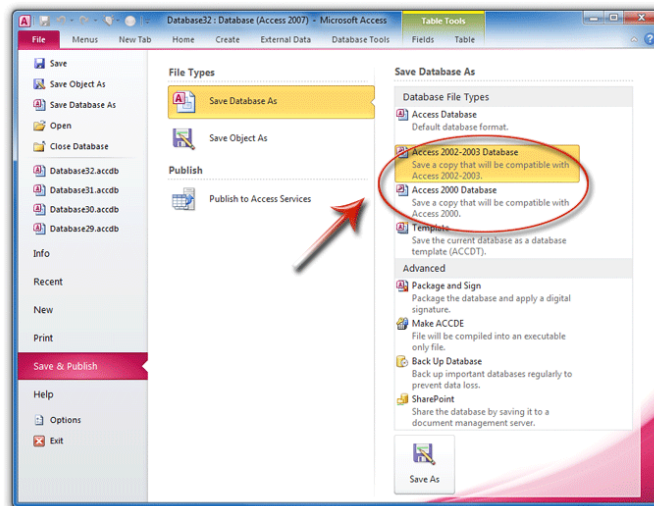 Database32 : Database (Access 2007) - Microsoft Access
Table Tools
File Menus New Tab Home Create External Data Database Tools Fields Table
Save
Save Object As
Save Database As
Open
Close Database
Database32.accdb
Database31.accdb
Database30.accdb
Database29.accdb
Info
Recent
New
Print
Save & Publish
Help
Options
Exit
File Types
Save Database As
Save Object As
Publish
Publish to Access Services
Save Database As
Database File Types
Access Database
Default database format.
Access 2002-2003 Database
Save a copy that will be compatible with
Access 2002-2003.
Access 2000 Database
Save a copy that will be compatible with
Access 2000.
Template
Save the current database as a database
template (ACCDT).
Advanced
Package and Sign
Package the database and apply a digital
signature.
Make ACCDE
File will be compiled into an executable
only file.
Back Up Database
Back up important databases regularly to
prevent data loss.
SharePoint
Share the database by saving it to a
document management server.
Save As